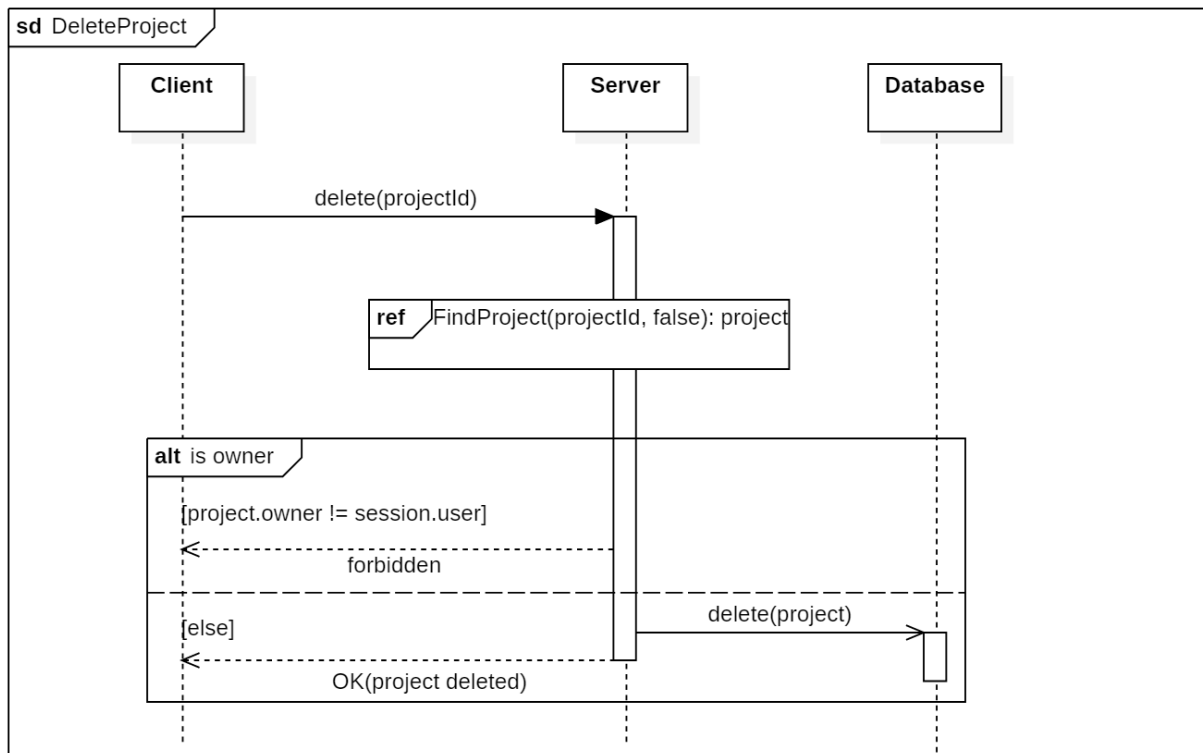 sd DeleteProject
Client
Server
Database
delete(projectId)
ref FindProject(projectId, false): project
alt is owner
[project.owner != session.user]
forbidden
delete(project)
[else]
OK(project deleted)